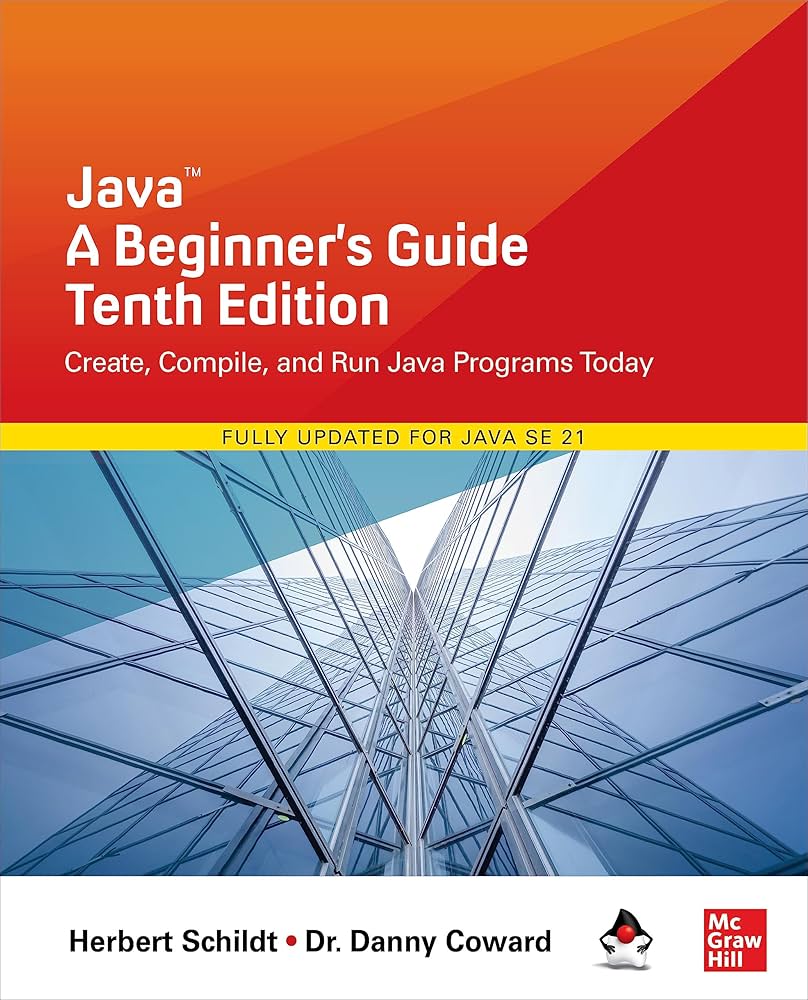 Java™
A Beginner's Guide
Tenth Edition
Create, Compile, and Run Java Programs Today
FULLY UPDATED FOR JAVA SE 21
Herbert Schildt • Dr. Danny Coward
Mc
Graw
Hill